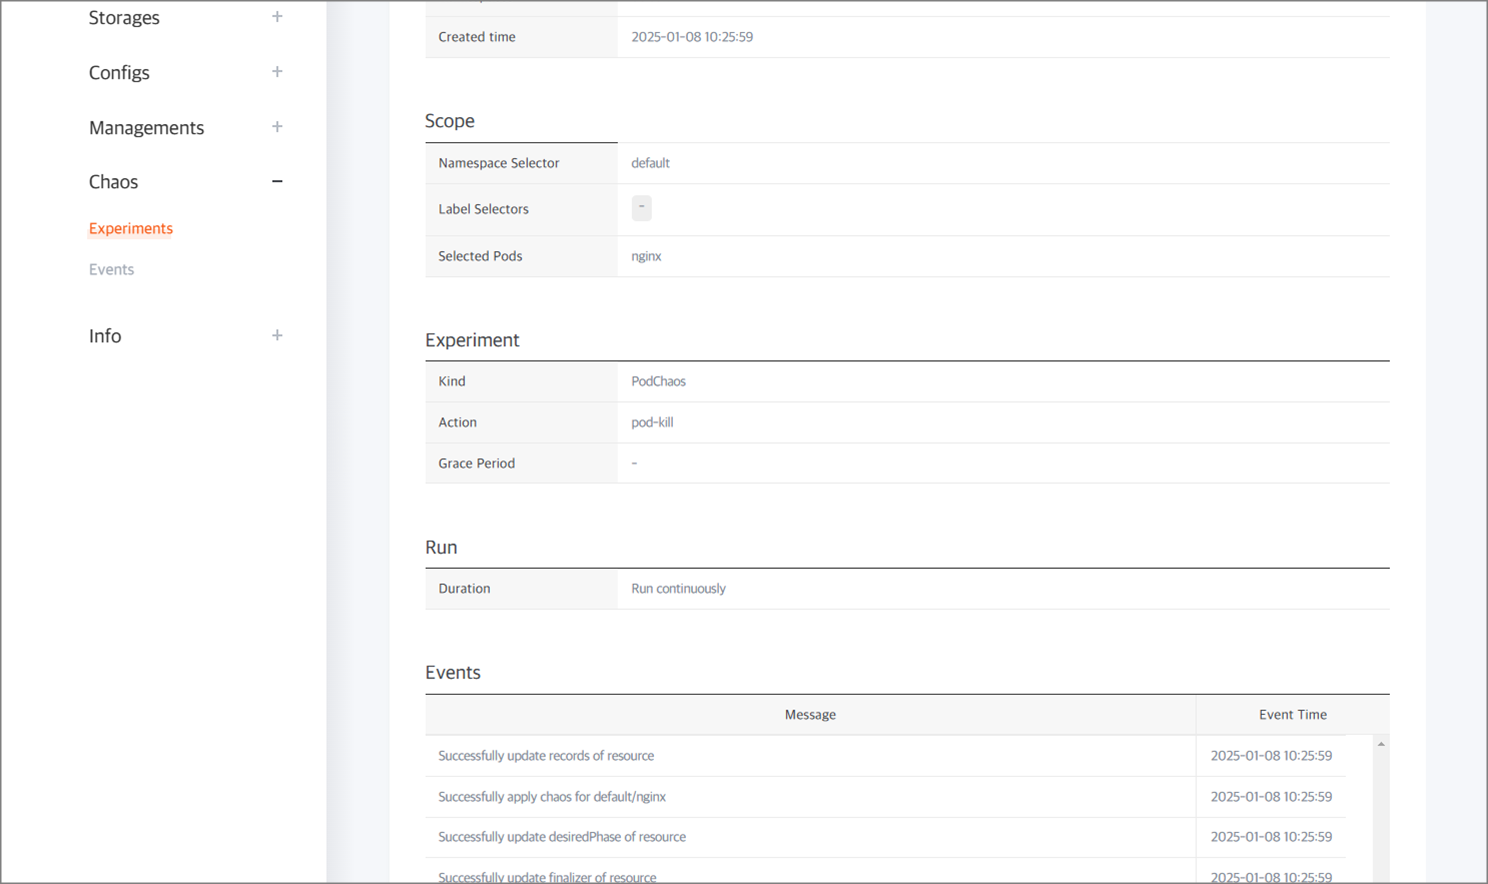 Storages +
Configs +
Managements +
Chaos −
Experiments
Events
Info +
Created time 2025-01-08 10:25:59
Scope
Namespace Selector default
Label Selectors -
Selected Pods nginx
Experiment
Kind PodChaos
Action pod-kill
Grace Period -
Run
Duration Run continuously
Events
Message Event Time
Successfully update records of resource 2025-01-08 10:25:59
Successfully apply chaos for default/nginx 2025-01-08 10:25:59
Successfully update desiredPhase of resource 2025-01-08 10:25:59
Successfully update finalizer of resource 2025-01-08 10:25:59